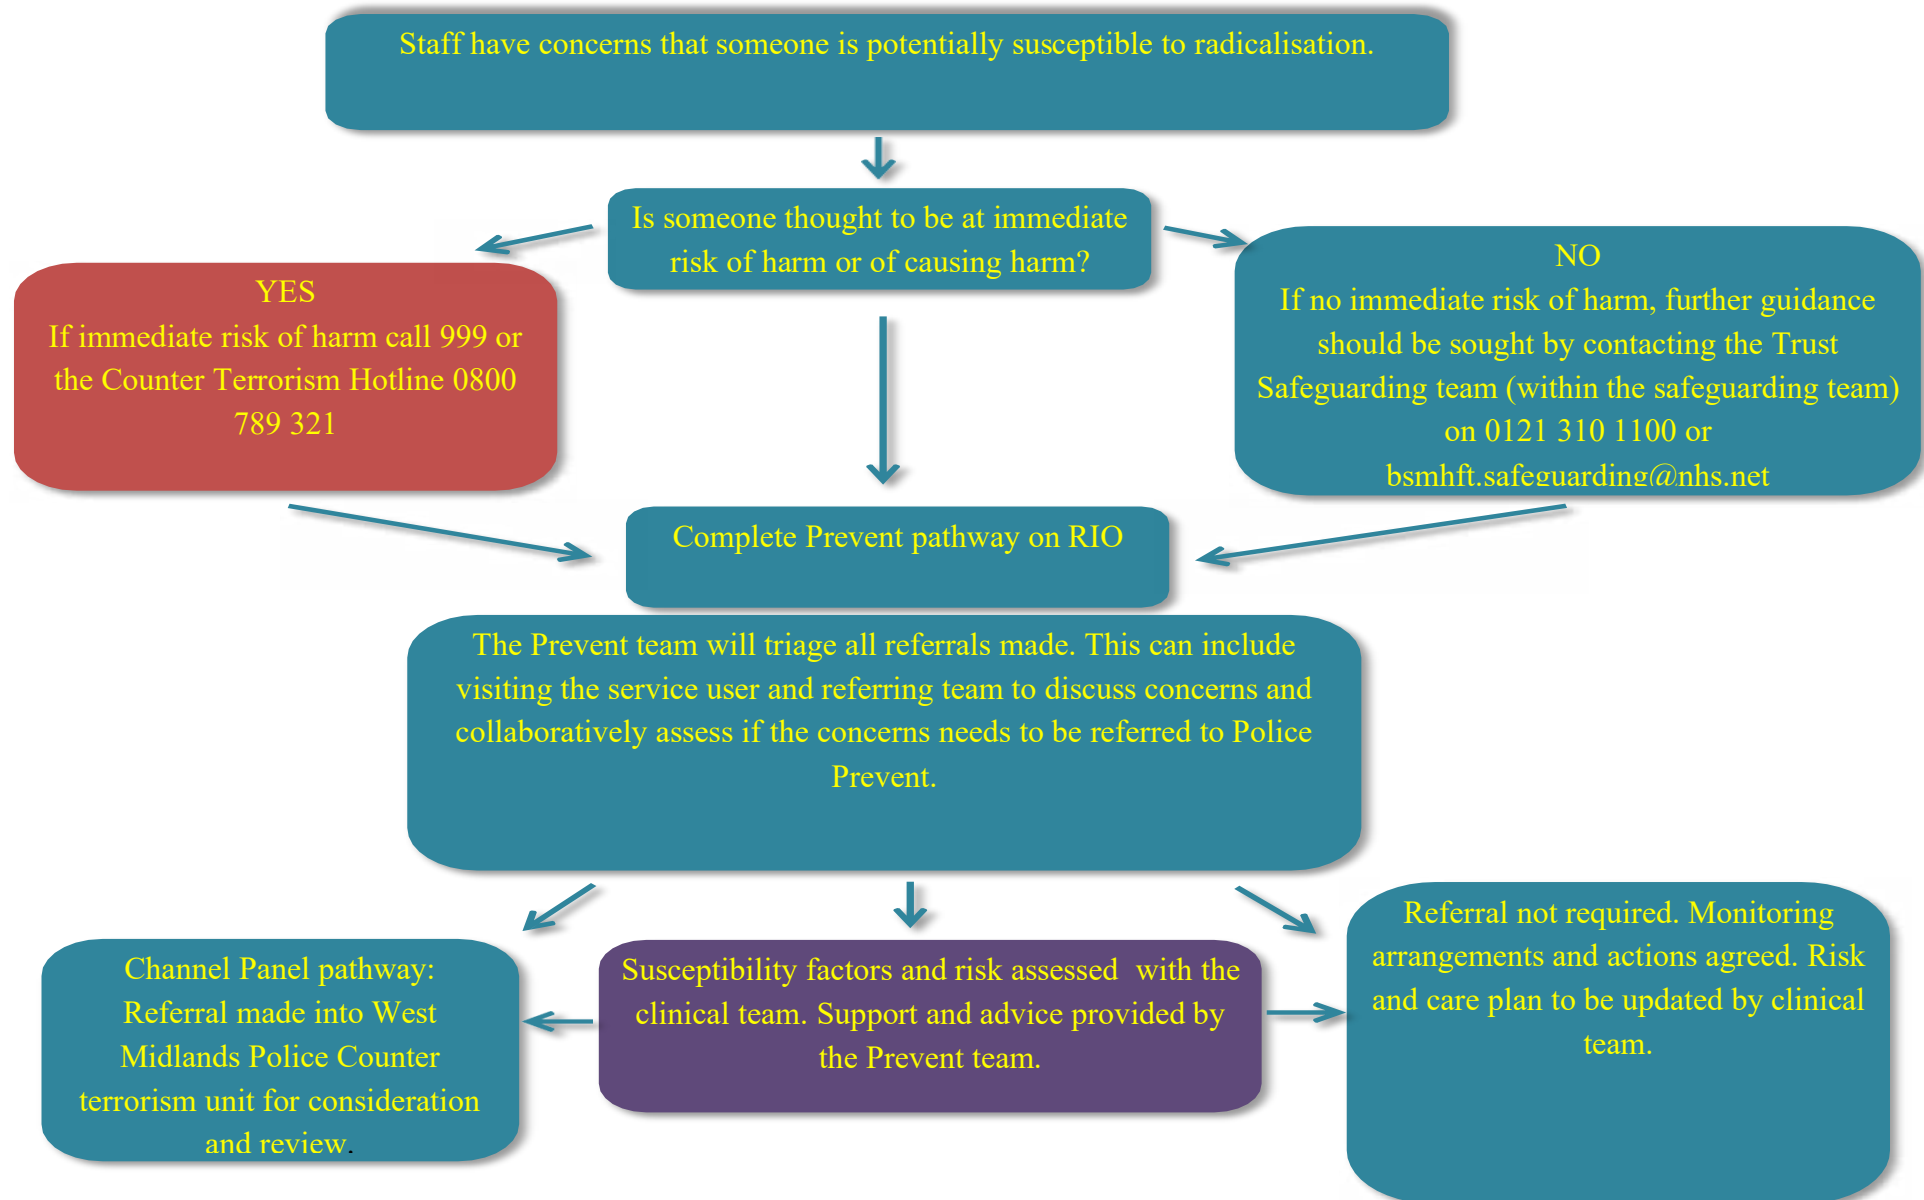 Staff have concerns that someone is potentially susceptible to radicalisation.
Is someone thought to be at immediate
risk of harm or of causing harm?
YES
If immediate risk of harm call 999 or
the Counter Terrorism Hotline 0800
789 321
NO
If no immediate risk of harm, further guidance
should be sought by contacting the Trust
Safeguarding team (within the safeguarding team)
on 0121 310 1100 or
bsmhft.safeguarding@nhs.net
Complete Prevent pathway on RIO
The Prevent team will triage all referrals made. This can include
visiting the service user and referring team to discuss concerns and
collaboratively assess if the concerns needs to be referred to Police
Prevent.
Channel Panel pathway:
Referral made into West
Midlands Police Counter
terrorism unit for consideration
and review.
Susceptibility factors and risk assessed  with the
clinical team. Support and advice provided by
the Prevent team.
Referral not required. Monitoring
arrangements and actions agreed. Risk
and care plan to be updated by clinical
team.